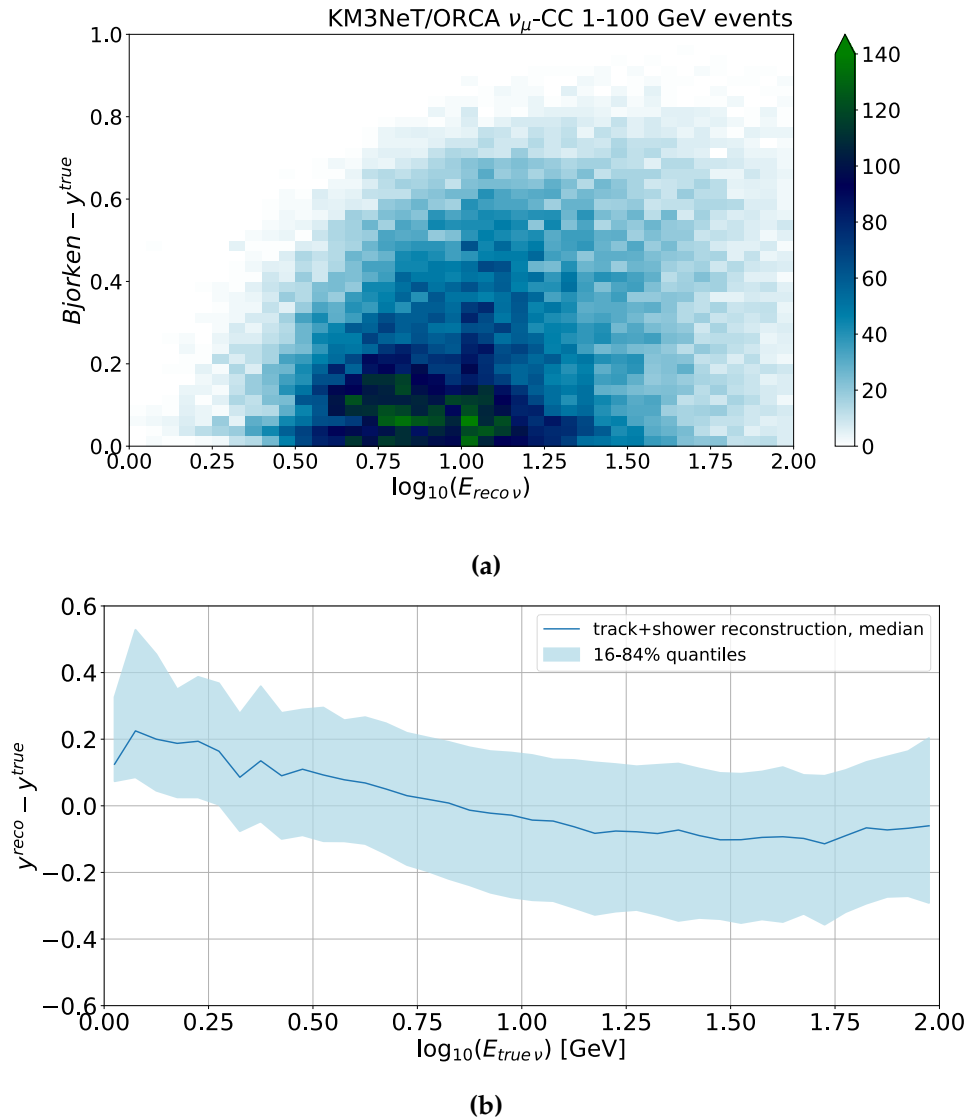 KM3NeT/ORCA ν_μ-CC 1-100 GeV events
1.0
0.8
0.6
0.4
0.2
0.0
Bjorken − y^true
0.00 0.25 0.50 0.75 1.00 1.25 1.50 1.75 2.00
log₁₀(E_reco ν)
140
120
100
80
60
40
20
0
(a)
0.6
0.4
0.2
0.0
−0.2
−0.4
−0.6
y^reco − y^true
track+shower reconstruction, median
16-84% quantiles
0.00 0.25 0.50 0.75 1.00 1.25 1.50 1.75 2.00
log₁₀(E_true ν) [GeV]
(b)